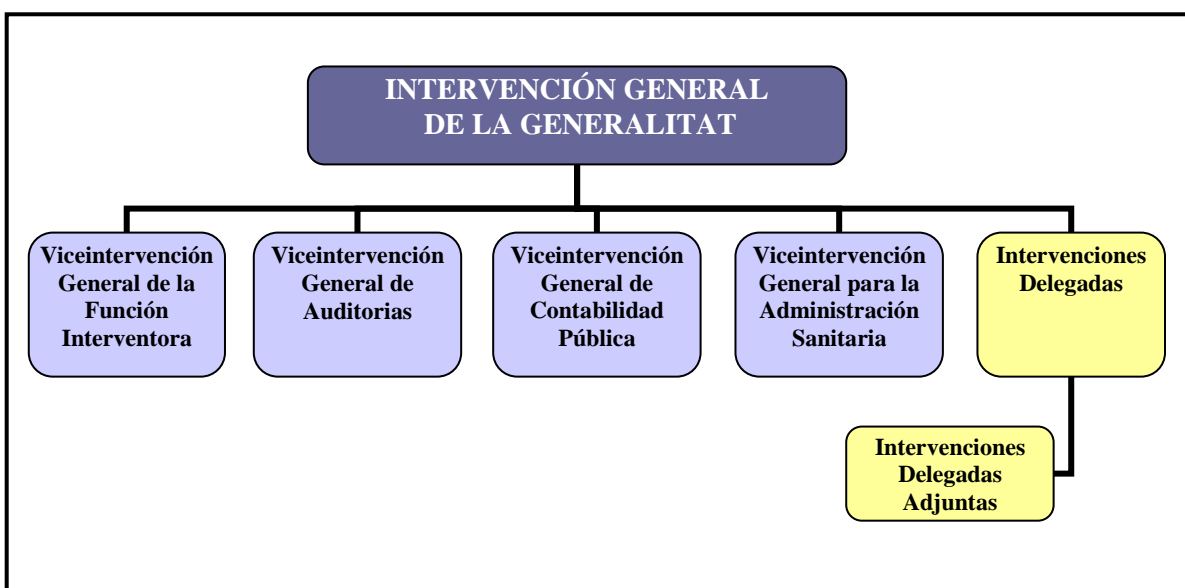 INTERVENCIÓN GENERAL
DE LA GENERALITAT
Viceintervención
General de la
Función
Interventora
Viceintervención
General de
Auditorias
Viceintervención
General de
Contabilidad
Pública
Viceintervención
General para la
Administración
Sanitaria
Intervenciones
Delegadas
Intervenciones
Delegadas
Adjuntas